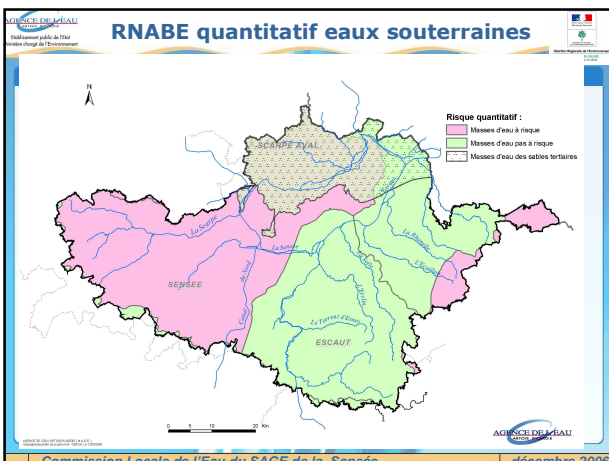 AGENCE DE L'EAU
ARTOIS PICARDIE
Etablissement public de l'Etat
Ministère chargé de l'Environnement
RNABE quantitatif eaux souterraines
Direction Régionale de l'Environnement
N
Risque quantitatif :
Masses d'eau à risque
Masses d'eau pas à risque
Masses d'eau des sables tertiaires
SCARPE AVAL
La Scarpe
La Sensée
La Rhonelle
L'Ecaillon
L'Erclin
SENSEE
Canal du Nord
Le Torrent d'Esnes
ESCAUT
0 5 10 20 Km
AGENCE DE L'EAU
ARTOIS PICARDIE
Commission Locale de l'Eau du SAGE de la Sensée
décembre 2006